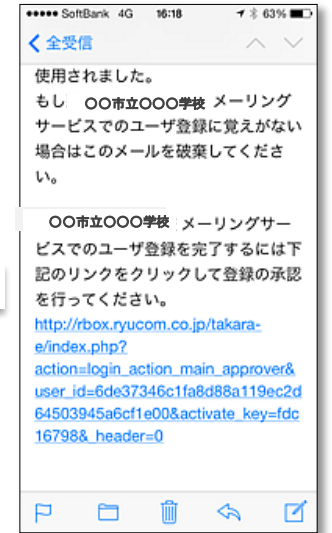 SoftBank 4G 16:18 63%
全受信
使用されました。
もし 〇〇市立〇〇〇学校 メーリング
サービスでのユーザ登録に覚えがない
場合はこのメールを破棄してくださ
い。
〇〇市立〇〇〇学校 メーリングサー
ビスでのユーザ登録を完了するには下
記のリンクをクリックして登録の承認
を行ってください。
http://rbox.ryucom.co.jp/takara-
e/index.php?
action=login_action_main_approver&
user_id=6de37346c1fa8d88a119ec2d
64503945a6cf1e00&activate_key=fdc
16798&_header=0